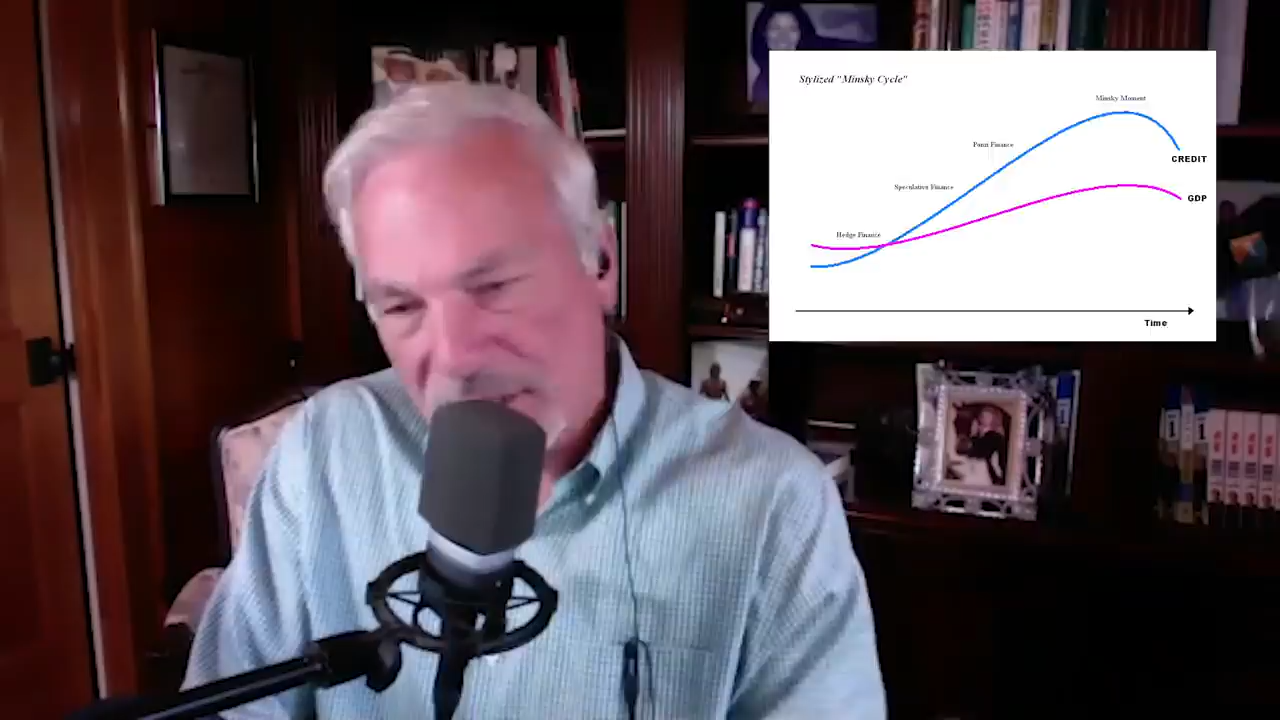 Stylized "Minsky Cycle"
Minsky Moment
Ponzi Finance
CREDIT
Speculative Finance
GDP
Hedge Finance
Time